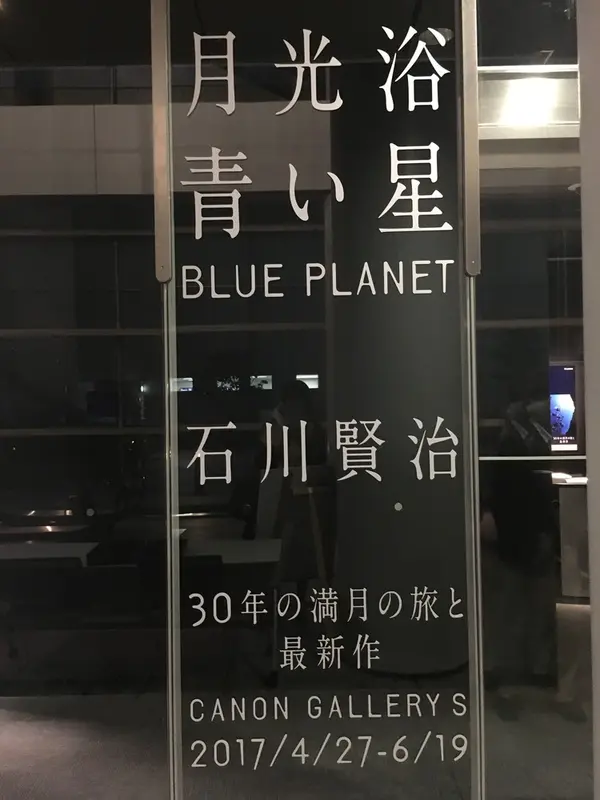 月光浴
青い星
BLUE PLANET
石川賢治
30年の満月の旅と
最新作
CANON GALLERY S
2017/4/27-6/19